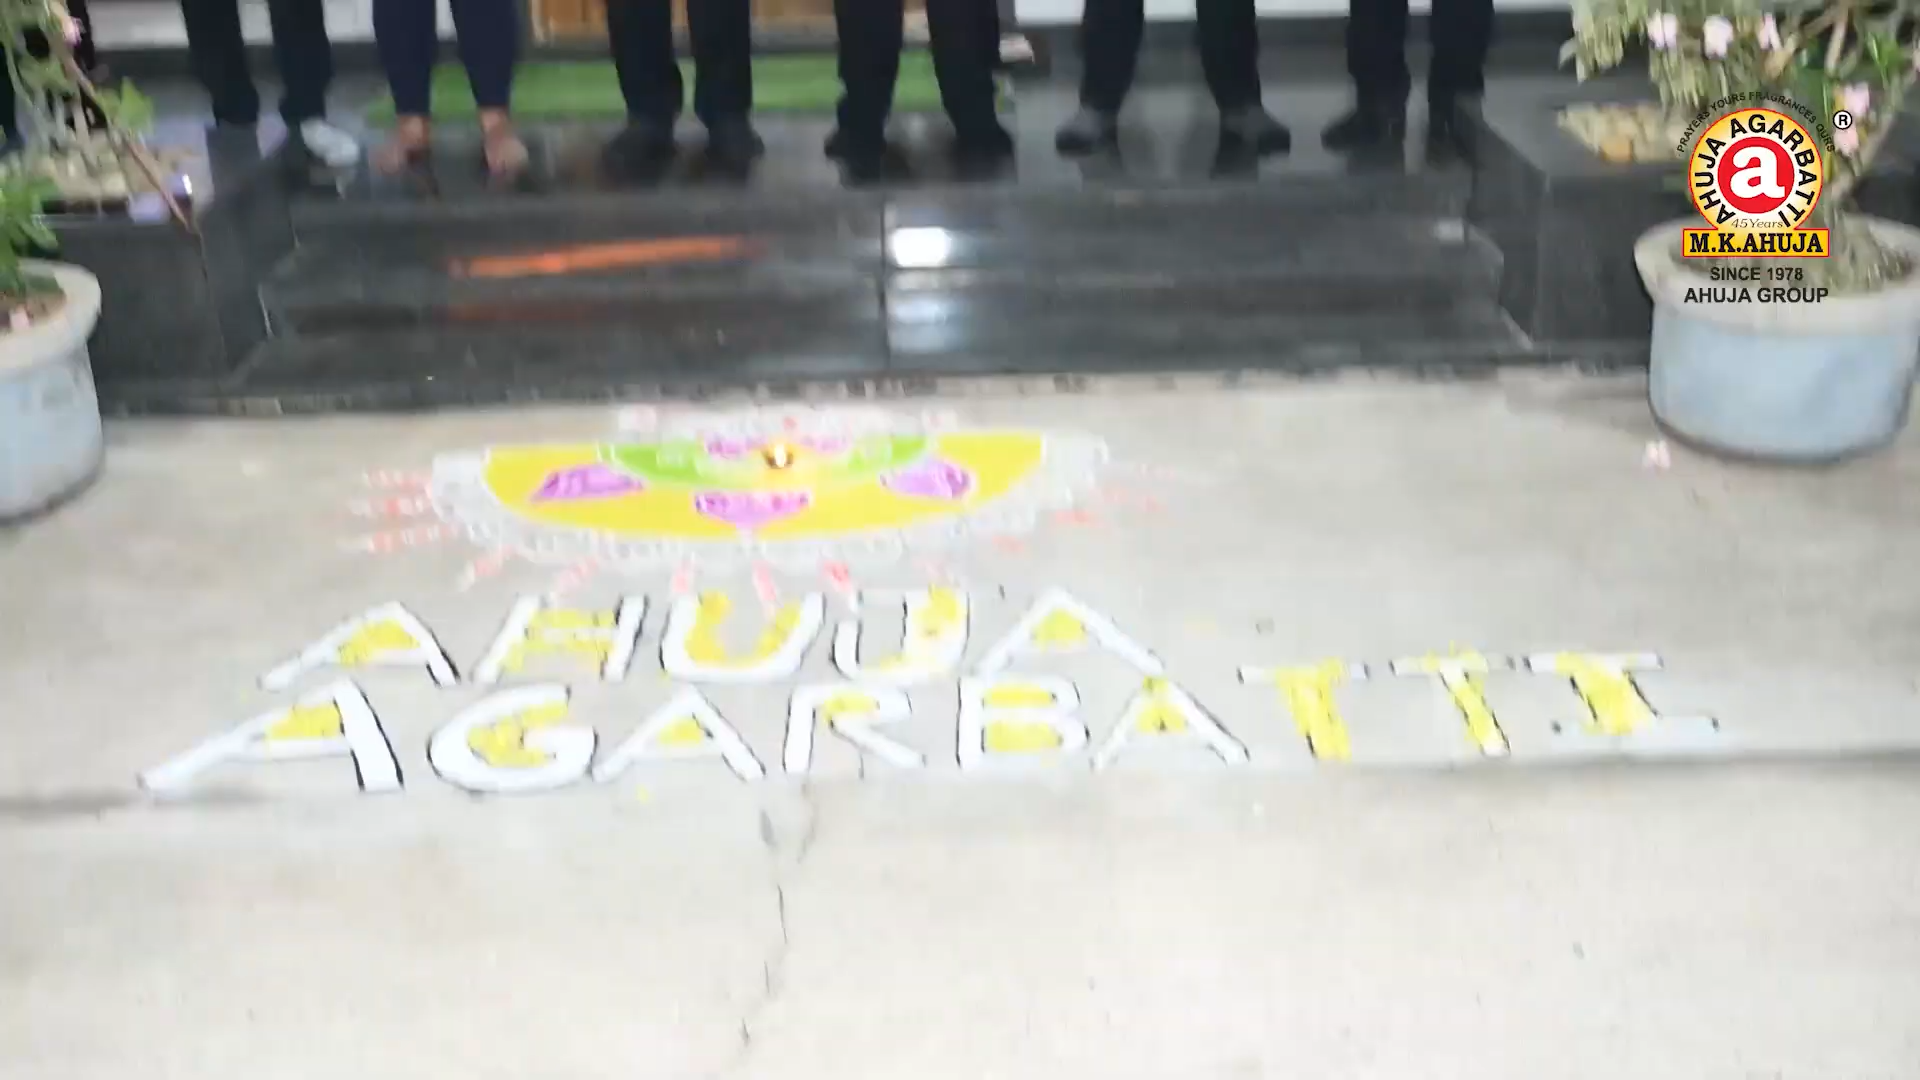 PRAYERS YOURS FRAGRANCES OURS
®
AHUJA AGARBATTI
a
45 Years
M.K.AHUJA
SINCE 1978
AHUJA GROUP
AHUJA
AGARBATTI